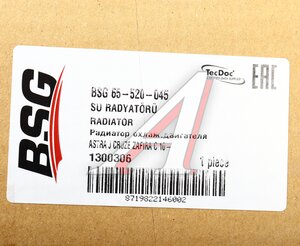 BSG
BSG 65-520-045
TecDoc
EAC
SU RADYATÖRÜ
RADIATOR
Радиатор охлаж.двигателя
ASTRA J CRUZE ZAFIRA C 10-
1300306
1 piece
8719822146002